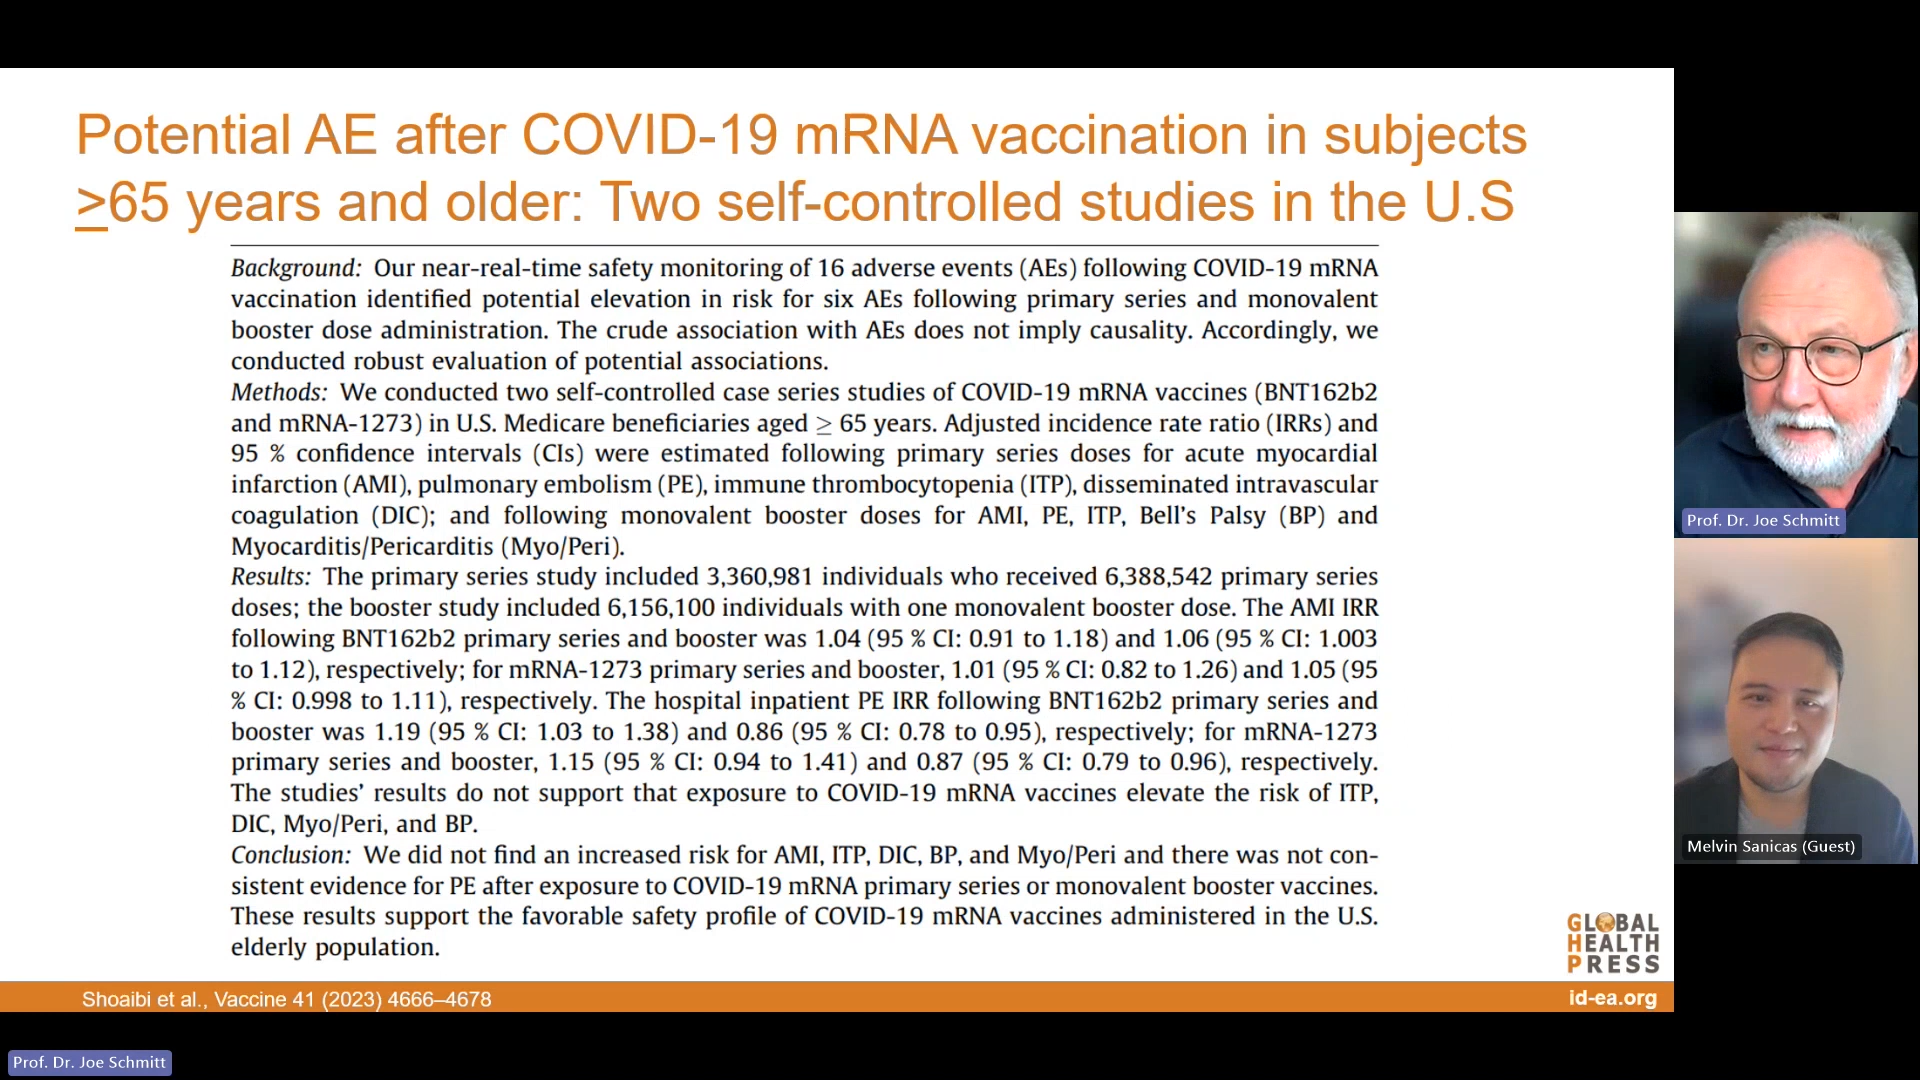 Potential AE after COVID-19 mRNA vaccination in subjects
≥65 years and older: Two self-controlled studies in the U.S
Background: Our near-real-time safety monitoring of 16 adverse events (AEs) following COVID-19 mRNA
vaccination identified potential elevation in risk for six AEs following primary series and monovalent
booster dose administration. The crude association with AEs does not imply causality. Accordingly, we
conducted robust evaluation of potential associations.
Methods: We conducted two self-controlled case series studies of COVID-19 mRNA vaccines (BNT162b2
and mRNA-1273) in U.S. Medicare beneficiaries aged ≥ 65 years. Adjusted incidence rate ratio (IRRs) and
95 % confidence intervals (CIs) were estimated following primary series doses for acute myocardial
infarction (AMI), pulmonary embolism (PE), immune thrombocytopenia (ITP), disseminated intravascular
coagulation (DIC); and following monovalent booster doses for AMI, PE, ITP, Bell's Palsy (BP) and
Myocarditis/Pericarditis (Myo/Peri).
Results: The primary series study included 3,360,981 individuals who received 6,388,542 primary series
doses; the booster study included 6,156,100 individuals with one monovalent booster dose. The AMI IRR
following BNT162b2 primary series and booster was 1.04 (95 % CI: 0.91 to 1.18) and 1.06 (95 % CI: 1.003
to 1.12), respectively; for mRNA-1273 primary series and booster, 1.01 (95 % CI: 0.82 to 1.26) and 1.05 (95
% CI: 0.998 to 1.11), respectively. The hospital inpatient PE IRR following BNT162b2 primary series and
booster was 1.19 (95 % CI: 1.03 to 1.38) and 0.86 (95 % CI: 0.78 to 0.95), respectively; for mRNA-1273
primary series and booster, 1.15 (95 % CI: 0.94 to 1.41) and 0.87 (95 % CI: 0.79 to 0.96), respectively.
The studies' results do not support that exposure to COVID-19 mRNA vaccines elevate the risk of ITP,
DIC, Myo/Peri, and BP.
Conclusion: We did not find an increased risk for AMI, ITP, DIC, BP, and Myo/Peri and there was not con-
sistent evidence for PE after exposure to COVID-19 mRNA primary series or monovalent booster vaccines.
These results support the favorable safety profile of COVID-19 mRNA vaccines administered in the U.S.
elderly population.
GLOBAL
HEALTH
PRESS
Shoaibi et al., Vaccine 41 (2023) 4666–4678
id-ea.org
Prof. Dr. Joe Schmitt
Melvin Sanicas (Guest)
Prof. Dr. Joe Schmitt